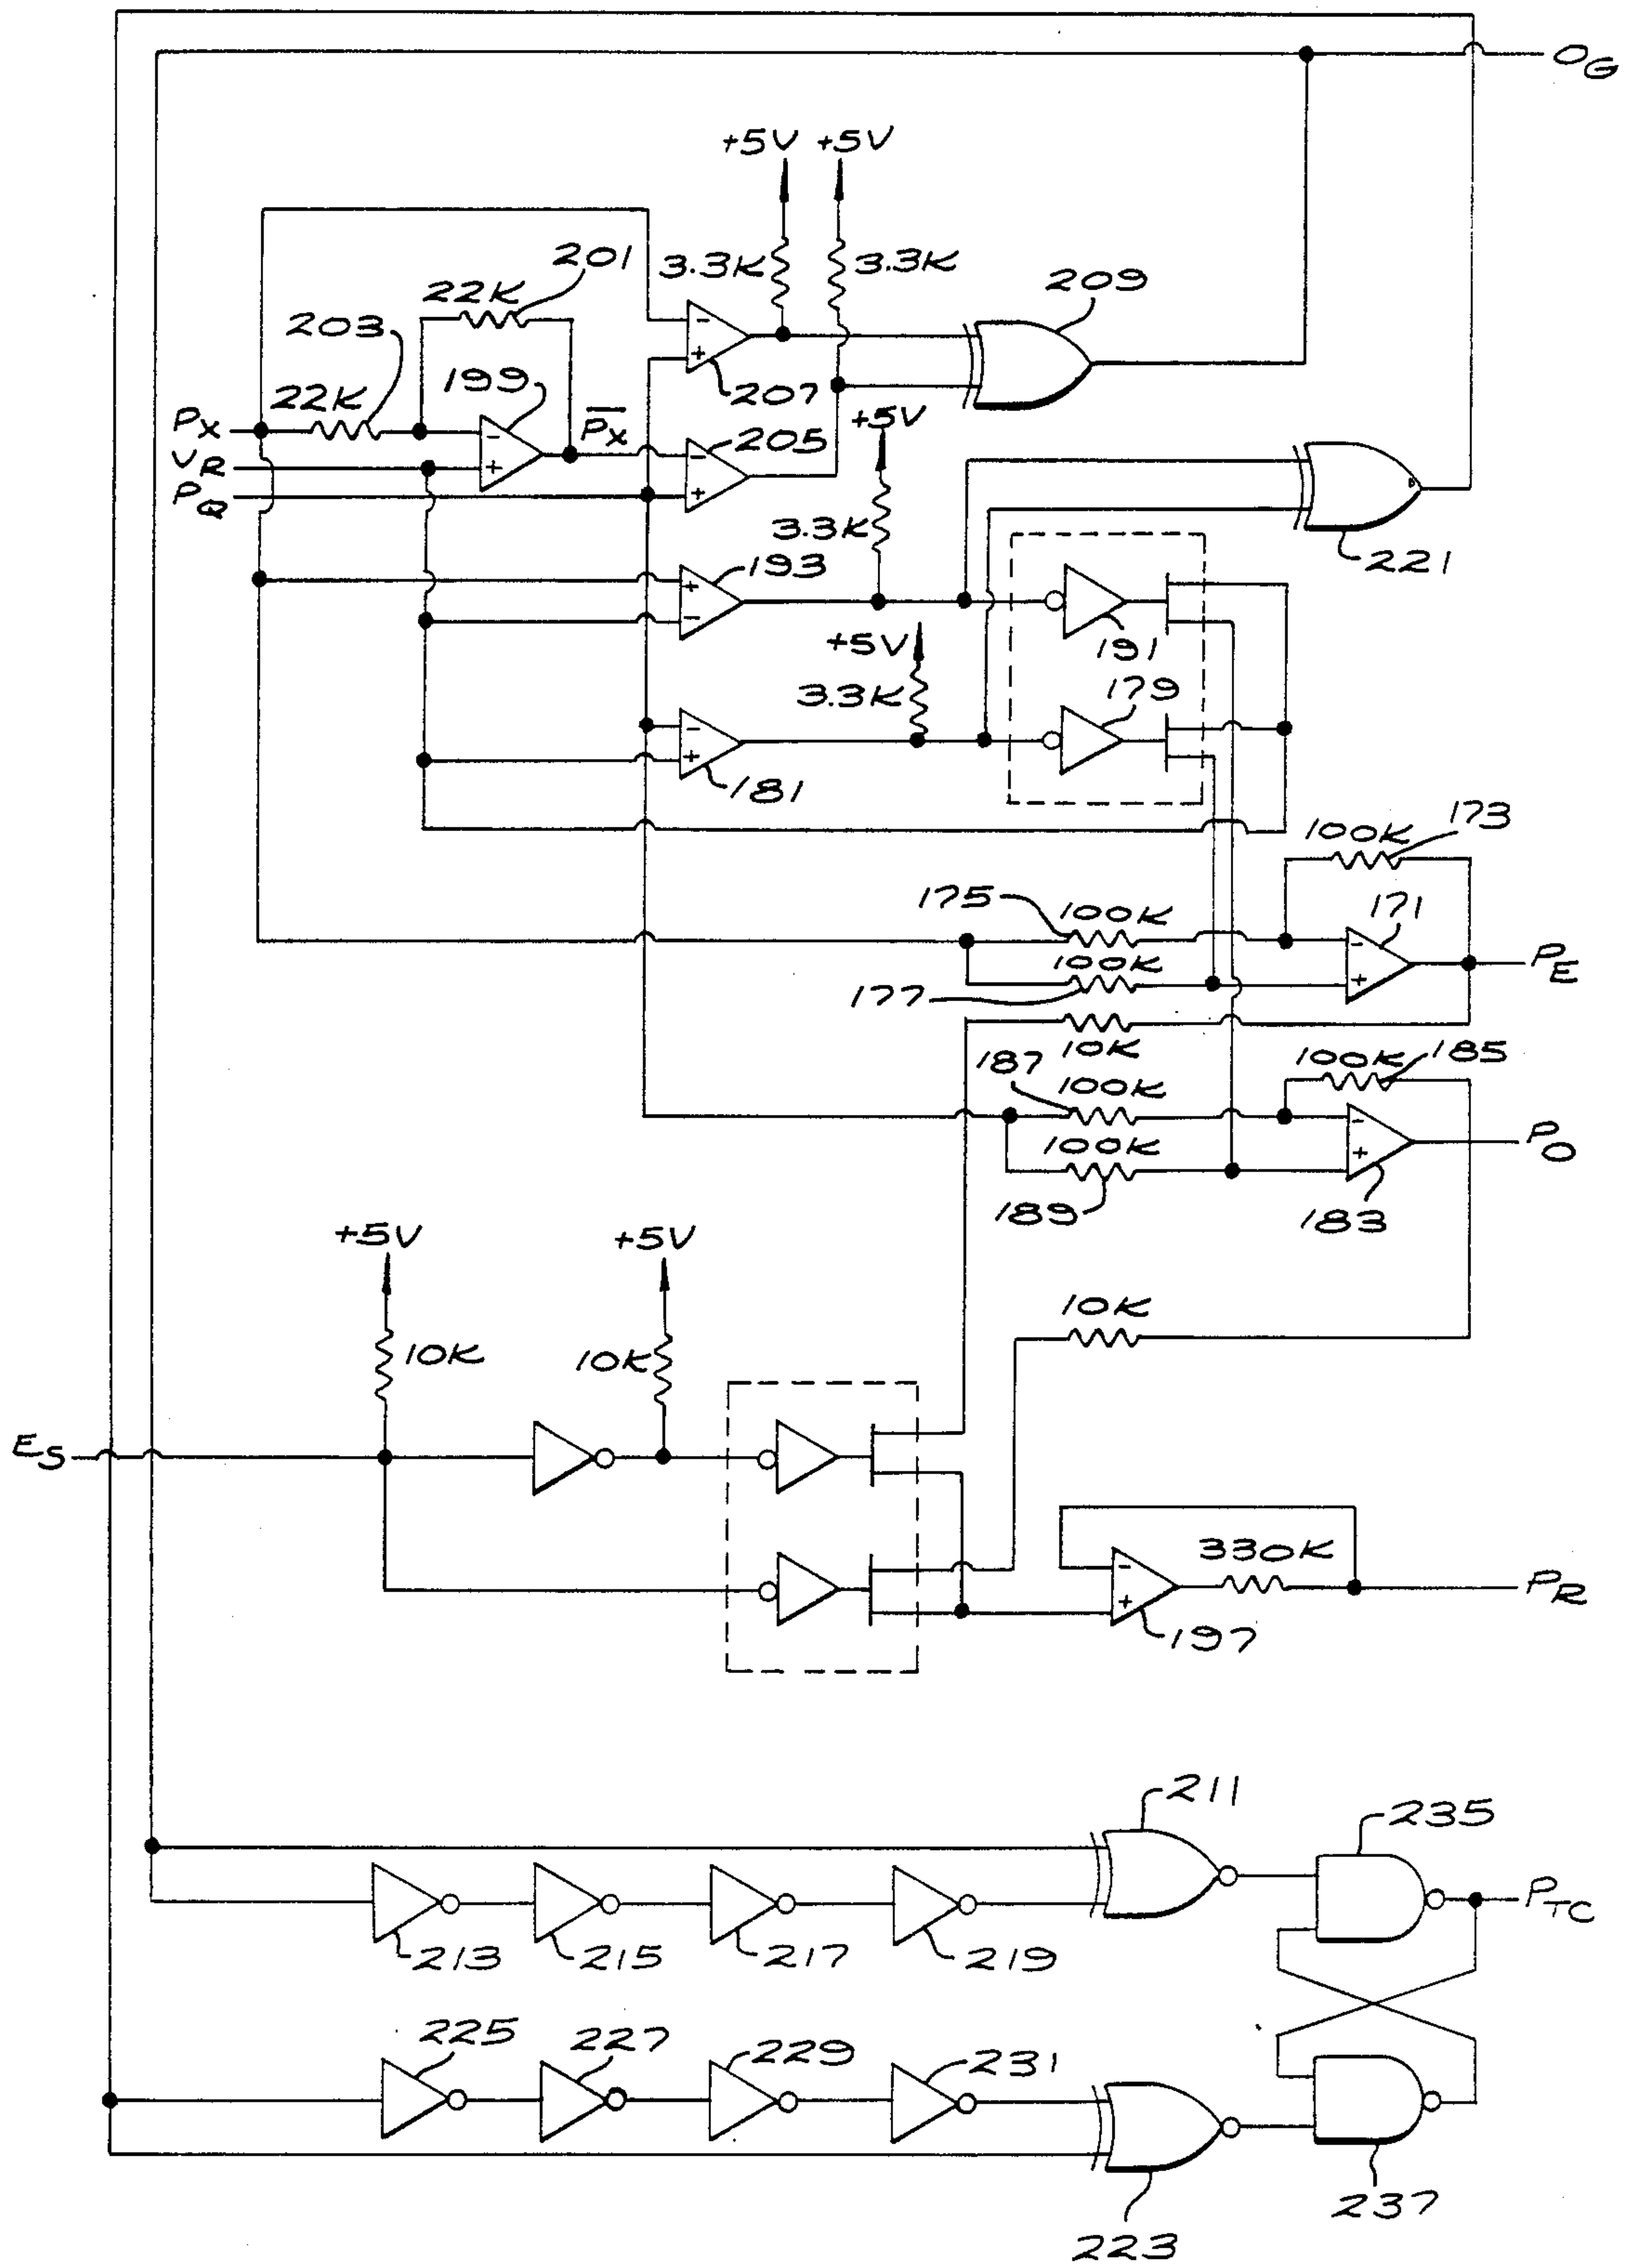 O_G
+5V +5V
201
3.3K 3.3K
209
22K
203
199
207
22K
P_X
P̅_X
+5V
205
V_R
P_Q
3.3K
193
221
191
+5V
179
3.3K
181
173
100K
175
100K
171
P_E
100K
177
10K
187
100K
185
100K
P_O
100K
189
183
+5V
+5V
10K
10K
10K
E_S
330K
P_R
197
211
235
P_TC
213
215
217
219
225
227
229
231
237
223